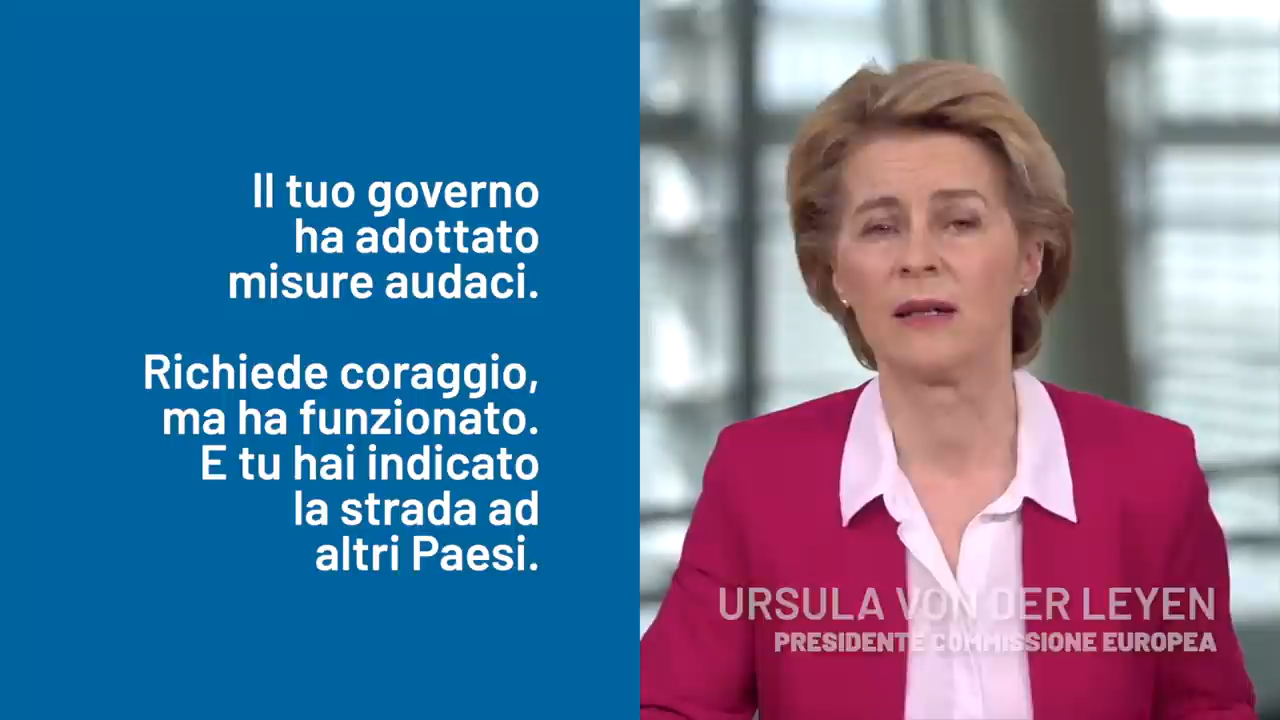 Il tuo governo
ha adottato
misure audaci.
Richiede coraggio,
ma ha funzionato.
E tu hai indicato
la strada ad
altri Paesi.
URSULA VON DER LEYEN
PRESIDENTE COMMISSIONE EUROPEA